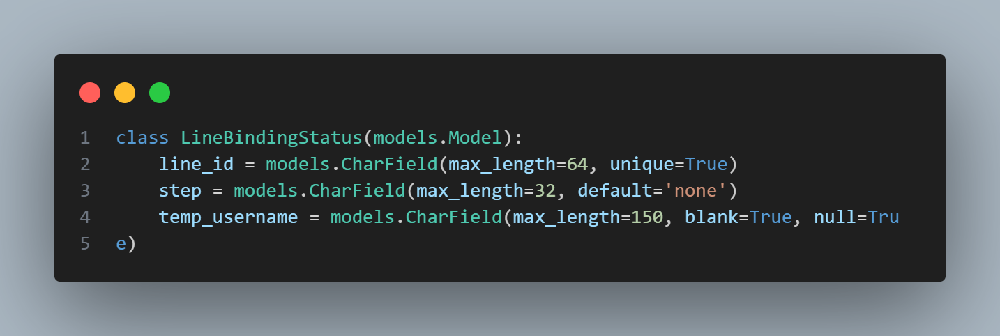 1 class LineBindingStatus(models.Model):
2     line_id = models.CharField(max_length=64, unique=True)
3     step = models.CharField(max_length=32, default='none')
4     temp_username = models.CharField(max_length=150, blank=True, null=Tru
5 e)